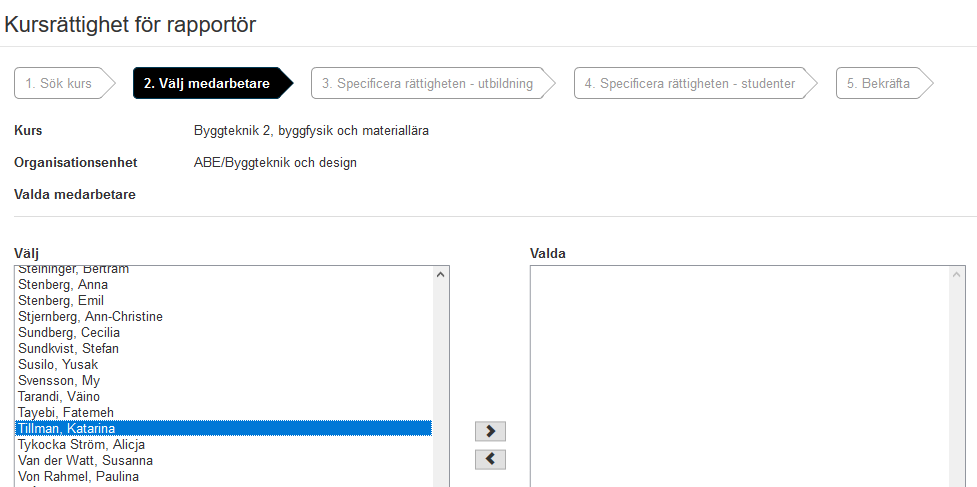 Kursrättighet för rapportör
1. Sök kurs 2. Välj medarbetare 3. Specificera rättigheten - utbildning 4. Specificera rättigheten - studenter 5. Bekräfta
Kurs Byggteknik 2, byggfysik och materiallära
Organisationsenhet ABE/Byggteknik och design
Valda medarbetare
Välj Valda
Steininger, Bertram
Stenberg, Anna
Stenberg, Emil
Stjernberg, Ann-Christine
Sundberg, Cecilia
Sundkvist, Stefan
Susilo, Yusak
Svensson, My
Tarandi, Väino
Tayebi, Fatemeh
Tillman, Katarina
Tykocka Ström, Alicja
Van der Watt, Susanna
Von Rahmel, Paulina